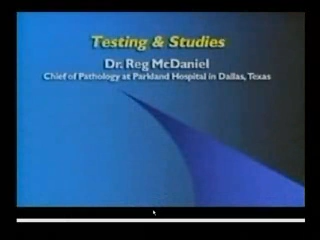 Testing & Studies
Dr. Reg McDaniel
Chief of Pathology at Parkland Hospital in Dallas, Texas